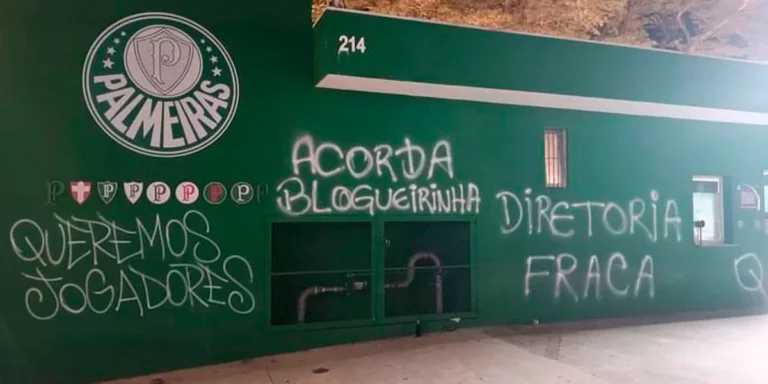 214
P
PALMEIRAS
P P P P P P P
QUEREMOS
JOGADORES
ACORDA
BLOGUEIRINHA
DIRETORIA
FRACA
Q